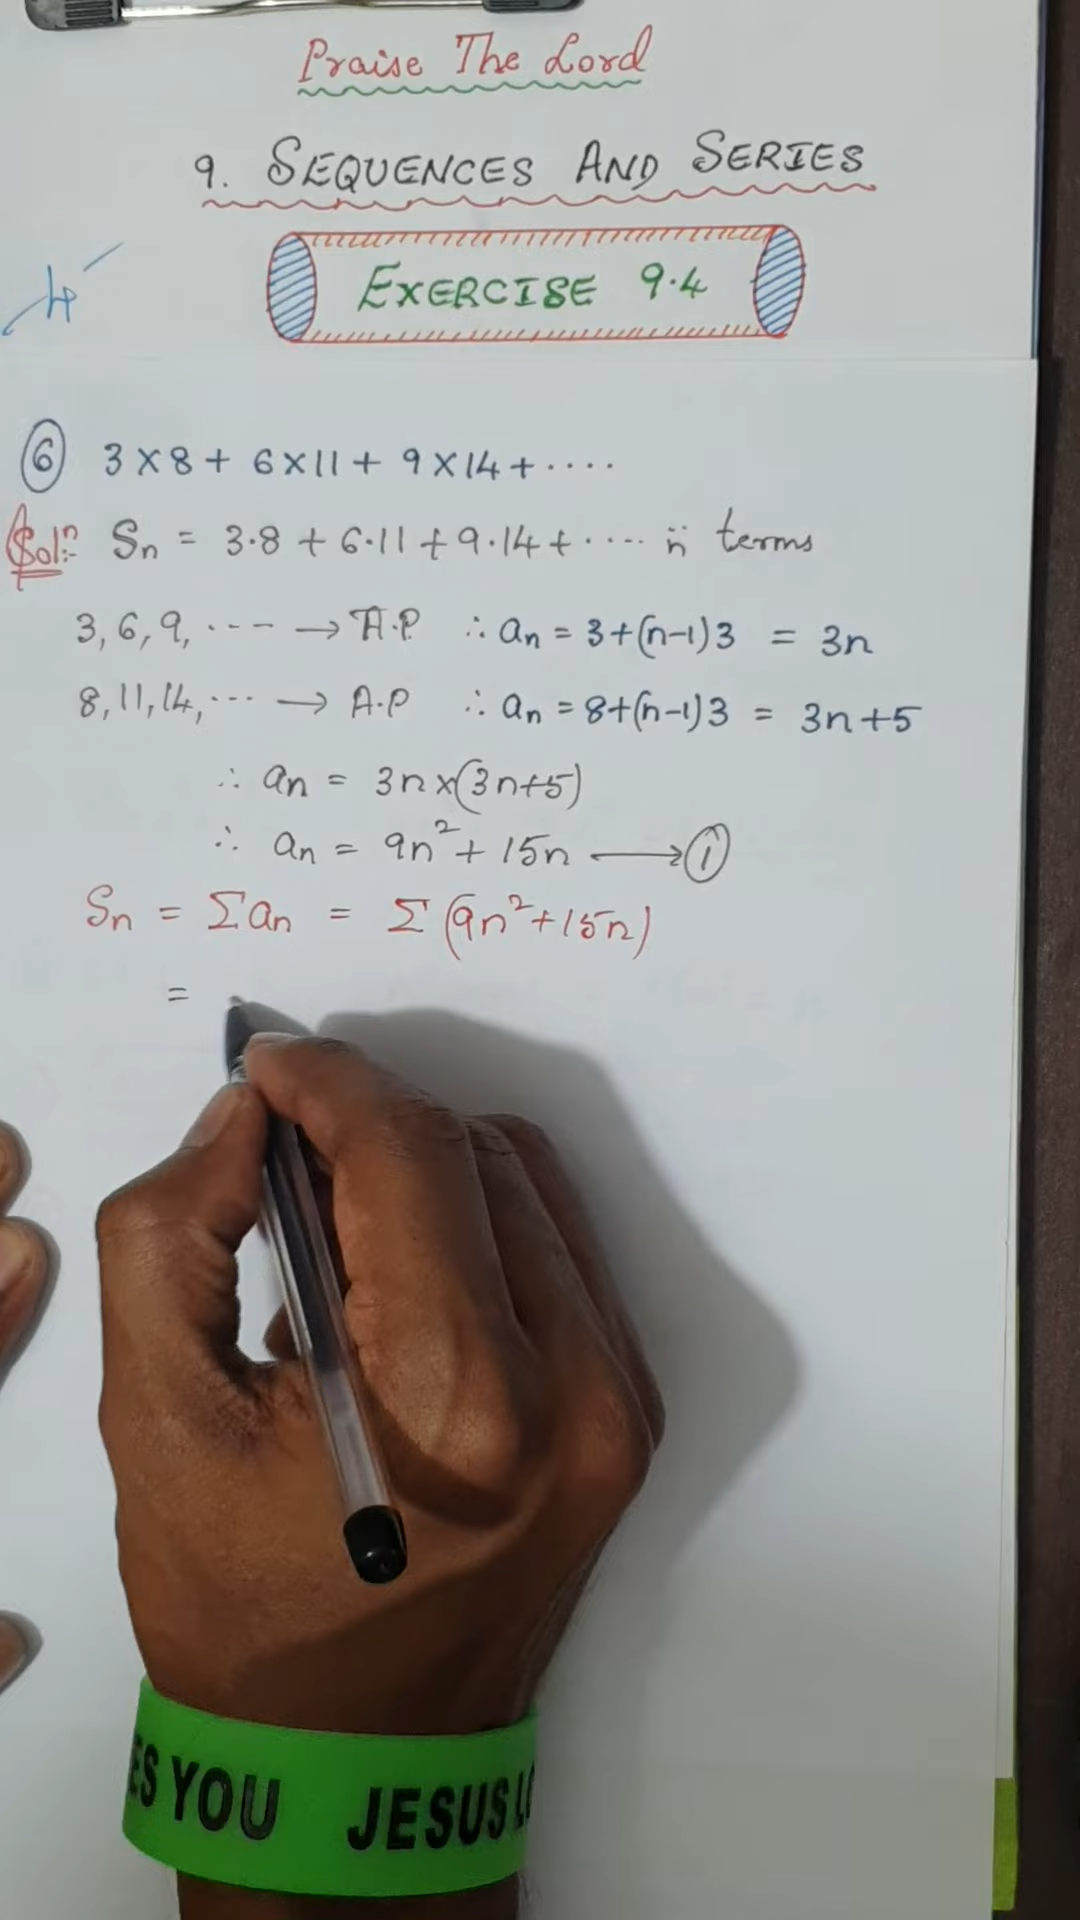 Praise The Lord
9. SEQUENCES AND SERIES
EXERCISE 9.4
6 3×8 + 6×11 + 9×14 + ....
Solⁿ:- Sn = 3·8 + 6·11 + 9·14 + ···· 'n' terms
3, 6, 9, ---- → A.P ∴ an = 3+(n-1)3 = 3n
8, 11, 14, ... → A.P ∴ an = 8+(n-1)3 = 3n+5
∴ an = 3n×(3n+5)
∴ an = 9n² + 15n → 1
Sn = Σan = Σ(9n²+15n)
=
ES YOU JESUS L